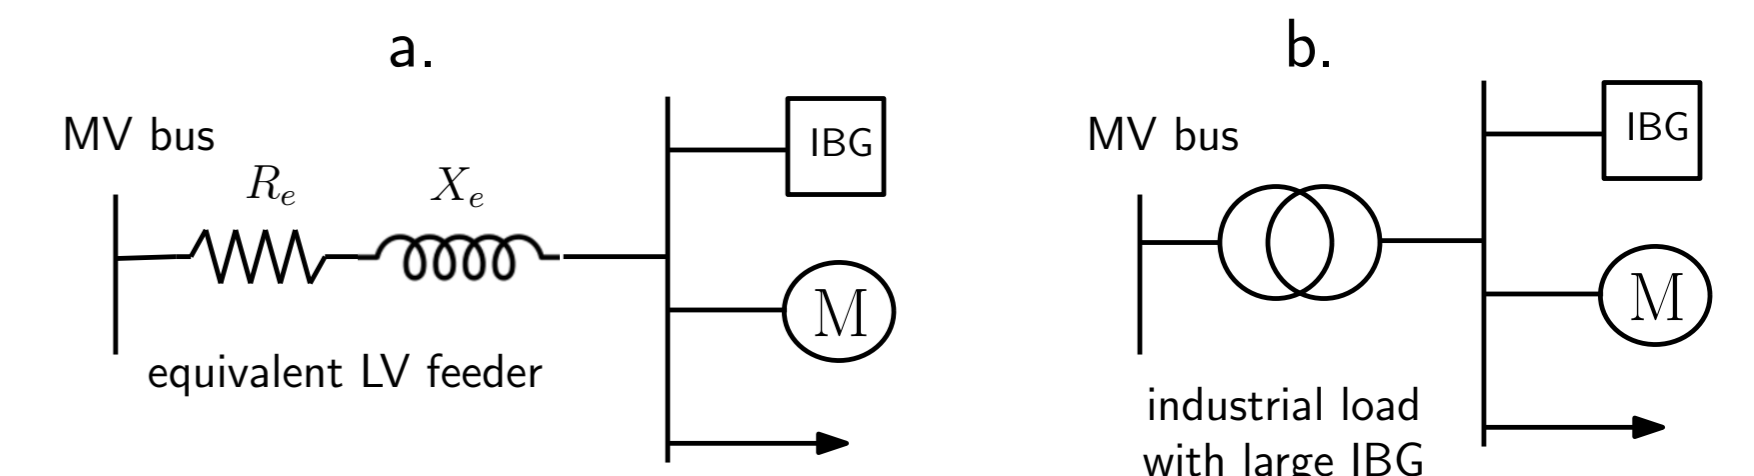 a.
MV bus
R_e
X_e
IBG
M
equivalent LV feeder
b.
MV bus
IBG
M
industrial load
with large IBG